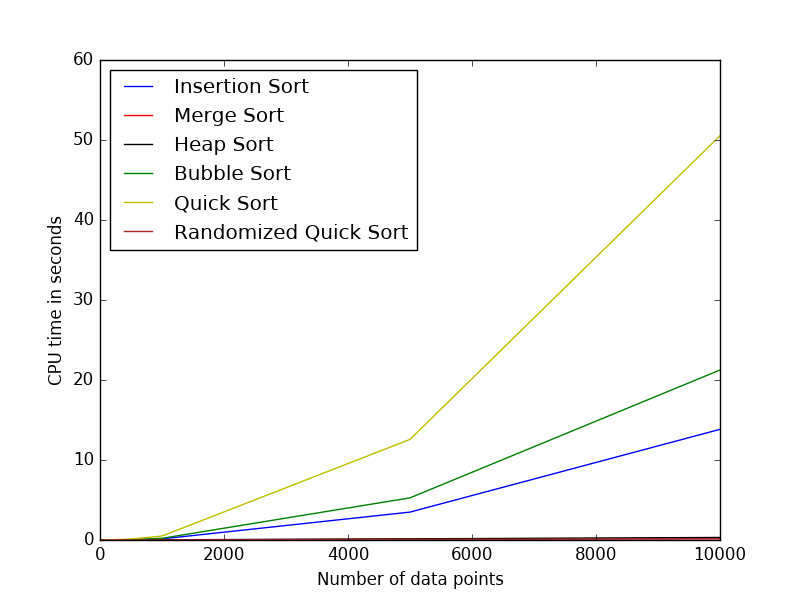 60
50
40
30
20
10
0
CPU time in seconds
Insertion Sort
Merge Sort
Heap Sort
Bubble Sort
Quick Sort
Randomized Quick Sort
0 2000 4000 6000 8000 10000
Number of data points